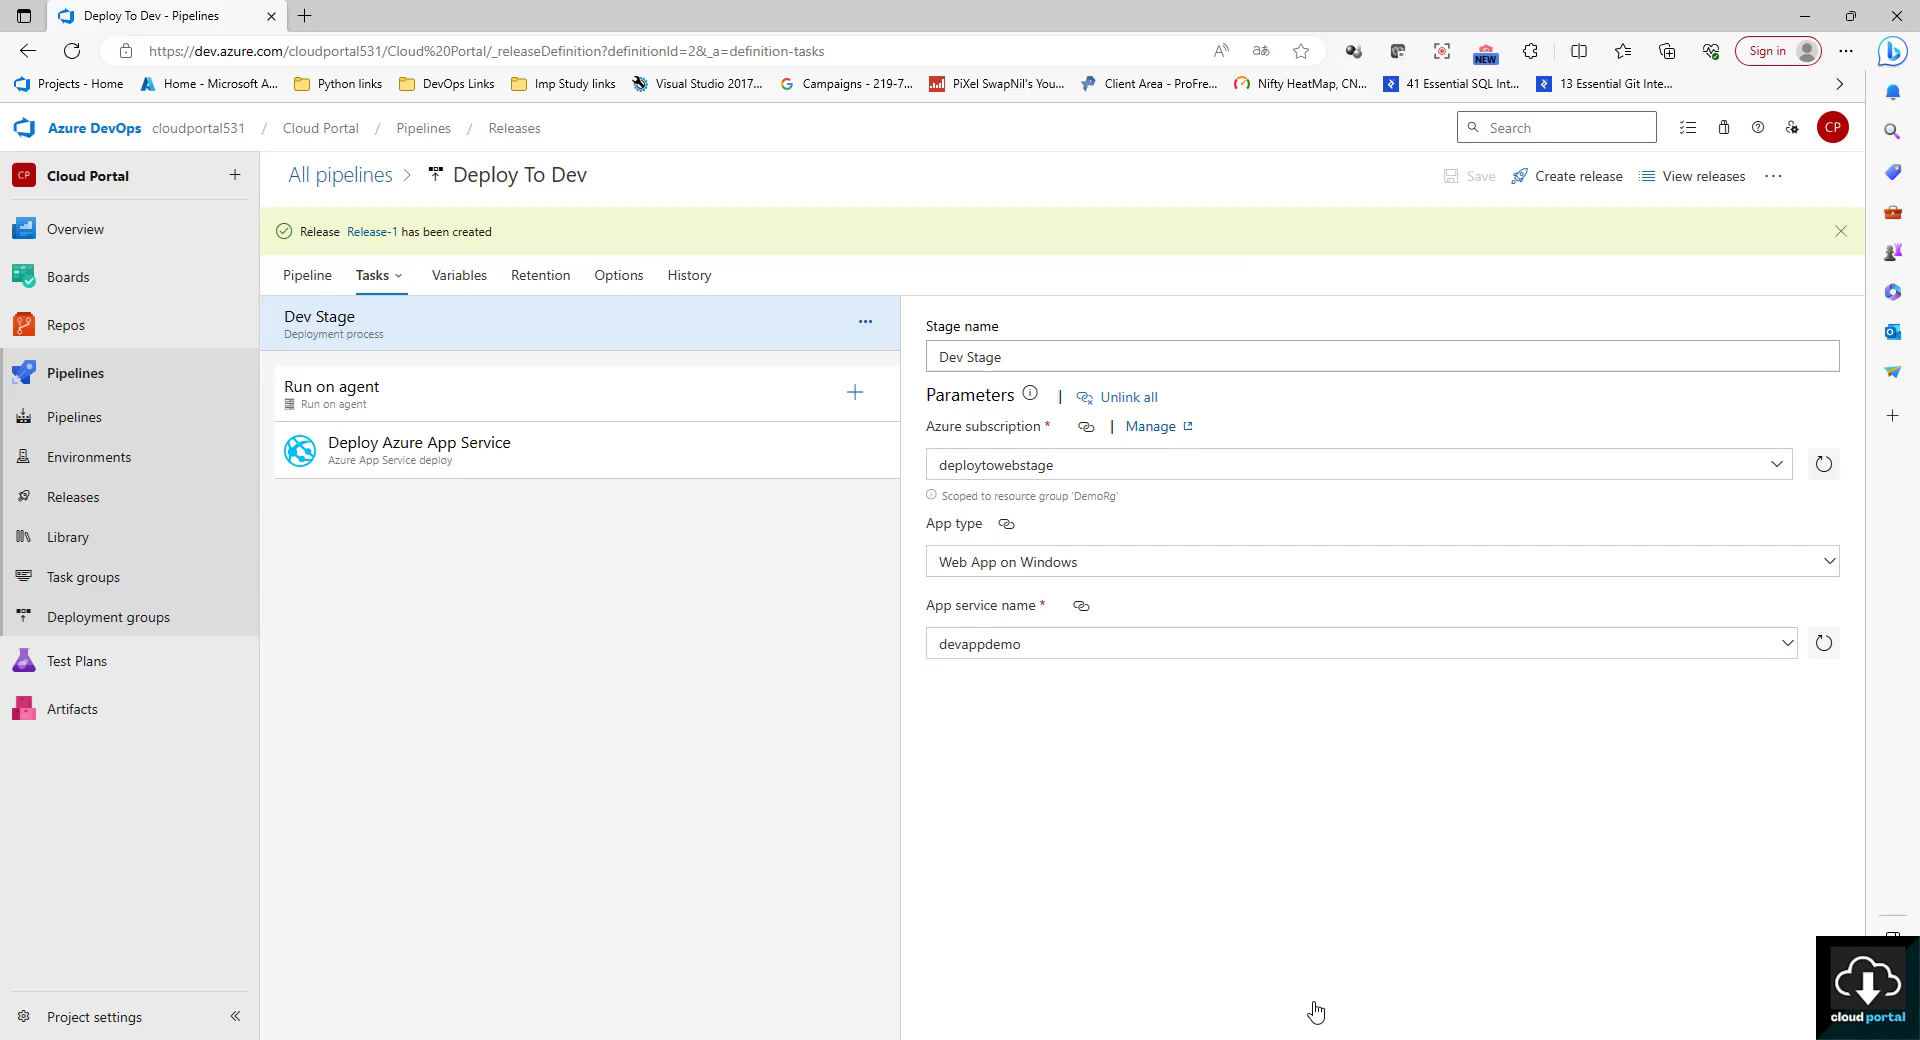 Deploy To Dev - Pipelines
https://dev.azure.com/cloudportal531/Cloud%20Portal/_releaseDefinition?definitionId=2&_a=definition-tasks
A
aあ
NEW
Sign in
Projects - Home
Home - Microsoft A...
Python links
DevOps Links
Imp Study links
Visual Studio 2017...
Campaigns - 219-7...
PiXel SwapNil's You...
Client Area - ProFre...
Nifty HeatMap, CN...
41 Essential SQL Int...
13 Essential Git Inte...
Azure DevOps cloudportal531 / Cloud Portal / Pipelines / Releases
Search
CP
CP Cloud Portal
Overview
Boards
Repos
Pipelines
Pipelines
Environments
Releases
Library
Task groups
Deployment groups
Test Plans
Artifacts
Project settings
All pipelines > Deploy To Dev
Save
Create release
View releases
Release Release-1 has been created
Pipeline
Tasks
Variables
Retention
Options
History
Dev Stage
Deployment process
Run on agent
Run on agent
Deploy Azure App Service
Azure App Service deploy
Stage name
Dev Stage
Parameters | Unlink all
Azure subscription * | Manage
deploytowebstage
Scoped to resource group 'DemoRg'
App type
Web App on Windows
App service name *
devappdemo
cloud portal